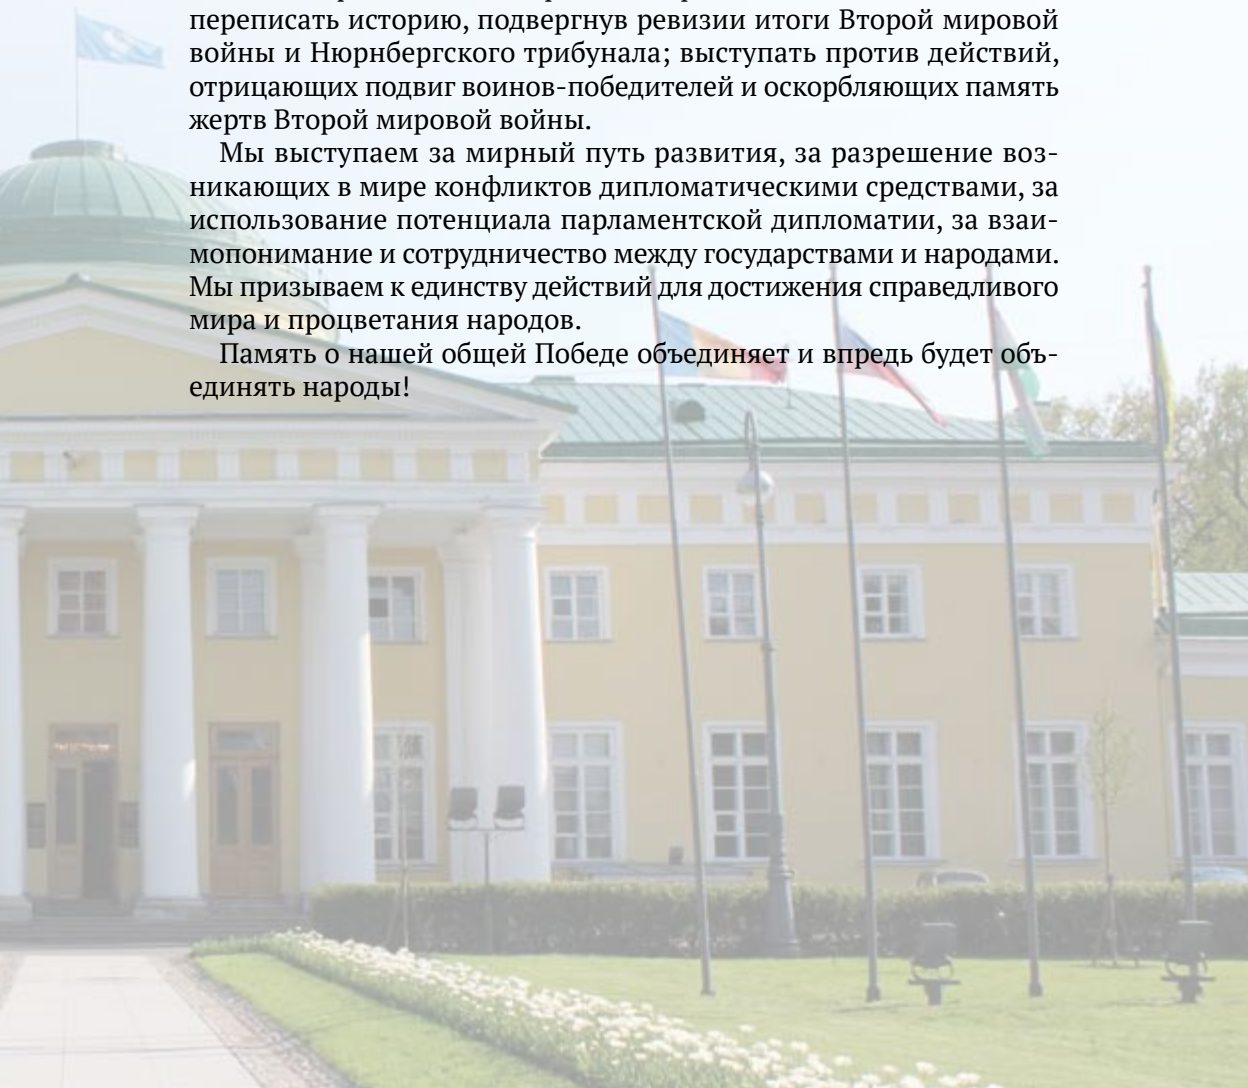 переписать историю, подвергнув ревизии итоги Второй мировой
войны и Нюрнбергского трибунала; выступать против действий,
отрицающих подвиг воинов-победителей и оскорбляющих память
жертв Второй мировой войны.
Мы выступаем за мирный путь развития, за разрешение воз-
никающих в мире конфликтов дипломатическими средствами, за
использование потенциала парламентской дипломатии, за взаи-
мопонимание и сотрудничество между государствами и народами.
Мы призываем к единству действий для достижения справедливого
мира и процветания народов.
Память о нашей общей Победе объединяет и впредь будет объ-
единять народы!